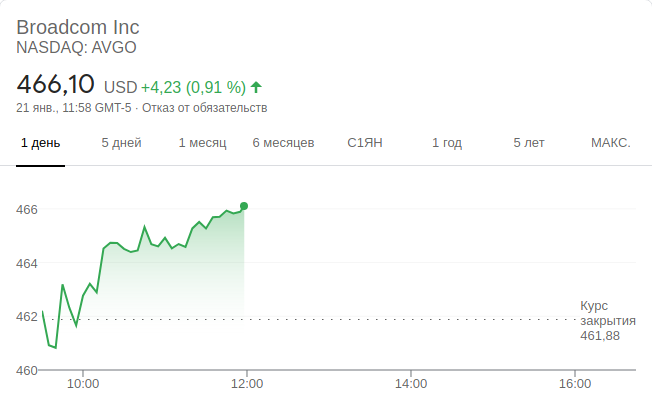 Broadcom Inc
NASDAQ: AVGO
466,10 USD +4,23 (0,91 %)
21 янв., 11:58 GMT-5 · Отказ от обязательств
1 день 5 дней 1 месяц 6 месяцев С1ЯН 1 год 5 лет МАКС.
466
464
462
460
Курс
закрытия
461,88
10:00 12:00 14:00 16:00